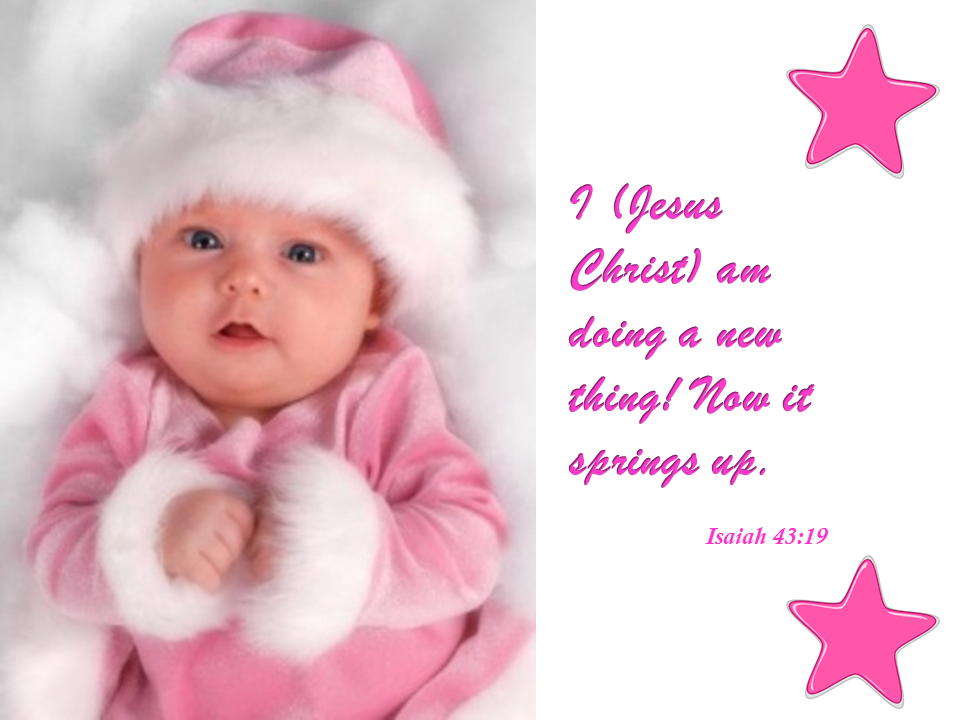 I (Jesus
Christ) am
doing a new
thing! Now it
springs up.
Isaiah 43:19